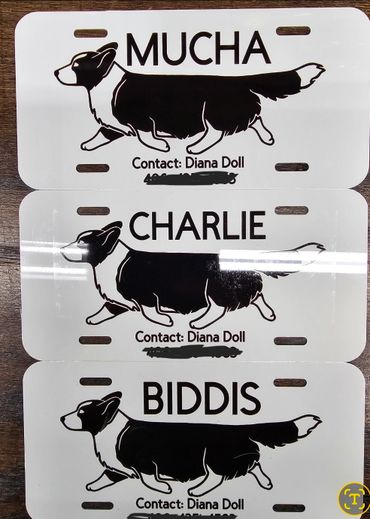 MUCHA
Contact: Diana Doll
CHARLIE
Contact: Diana Doll
BIDDIS
Contact: Diana Doll
T